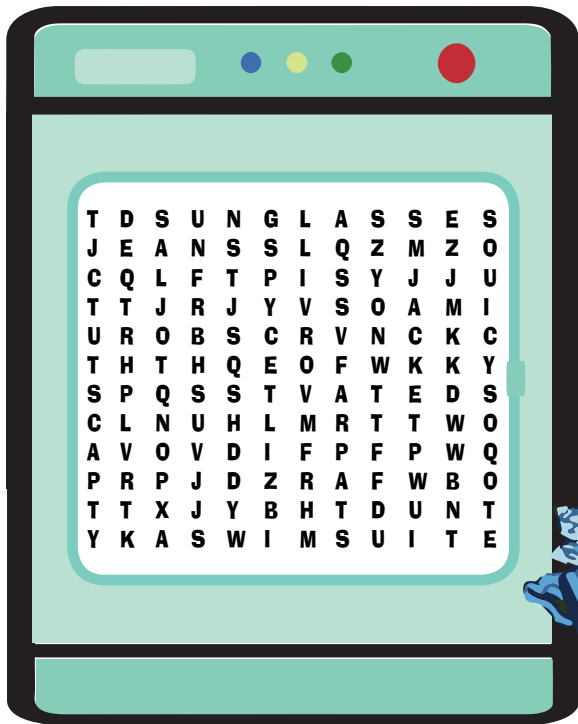 T D S U N G L A S S E S
J E A N S S L Q Z M Z O
C Q L F T P I S Y J J U
T T J R J Y V S O A M I
U R O B S C R V N C K C
T H T H Q E O F W K K Y
S P Q S S T V A T E D S
C L N U H L M R T T W O
A V O V D I F P F P W Q
P R P J D Z R A F W B O
T T X J Y B H T D U N T
Y K A S W I M S U I T E